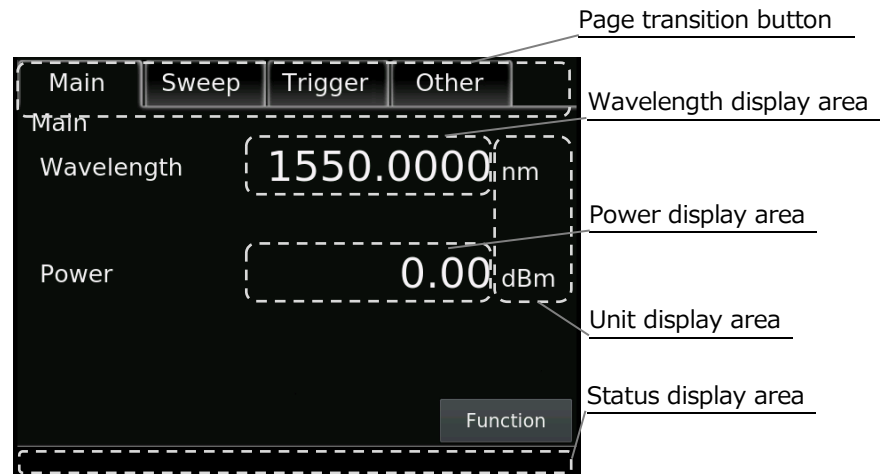 Page transition button
Main Sweep Trigger Other
Wavelength display area
Main
Wavelength 1550.0000 nm
Power display area
Power 0.00 dBm
Unit display area
Status display area
Function